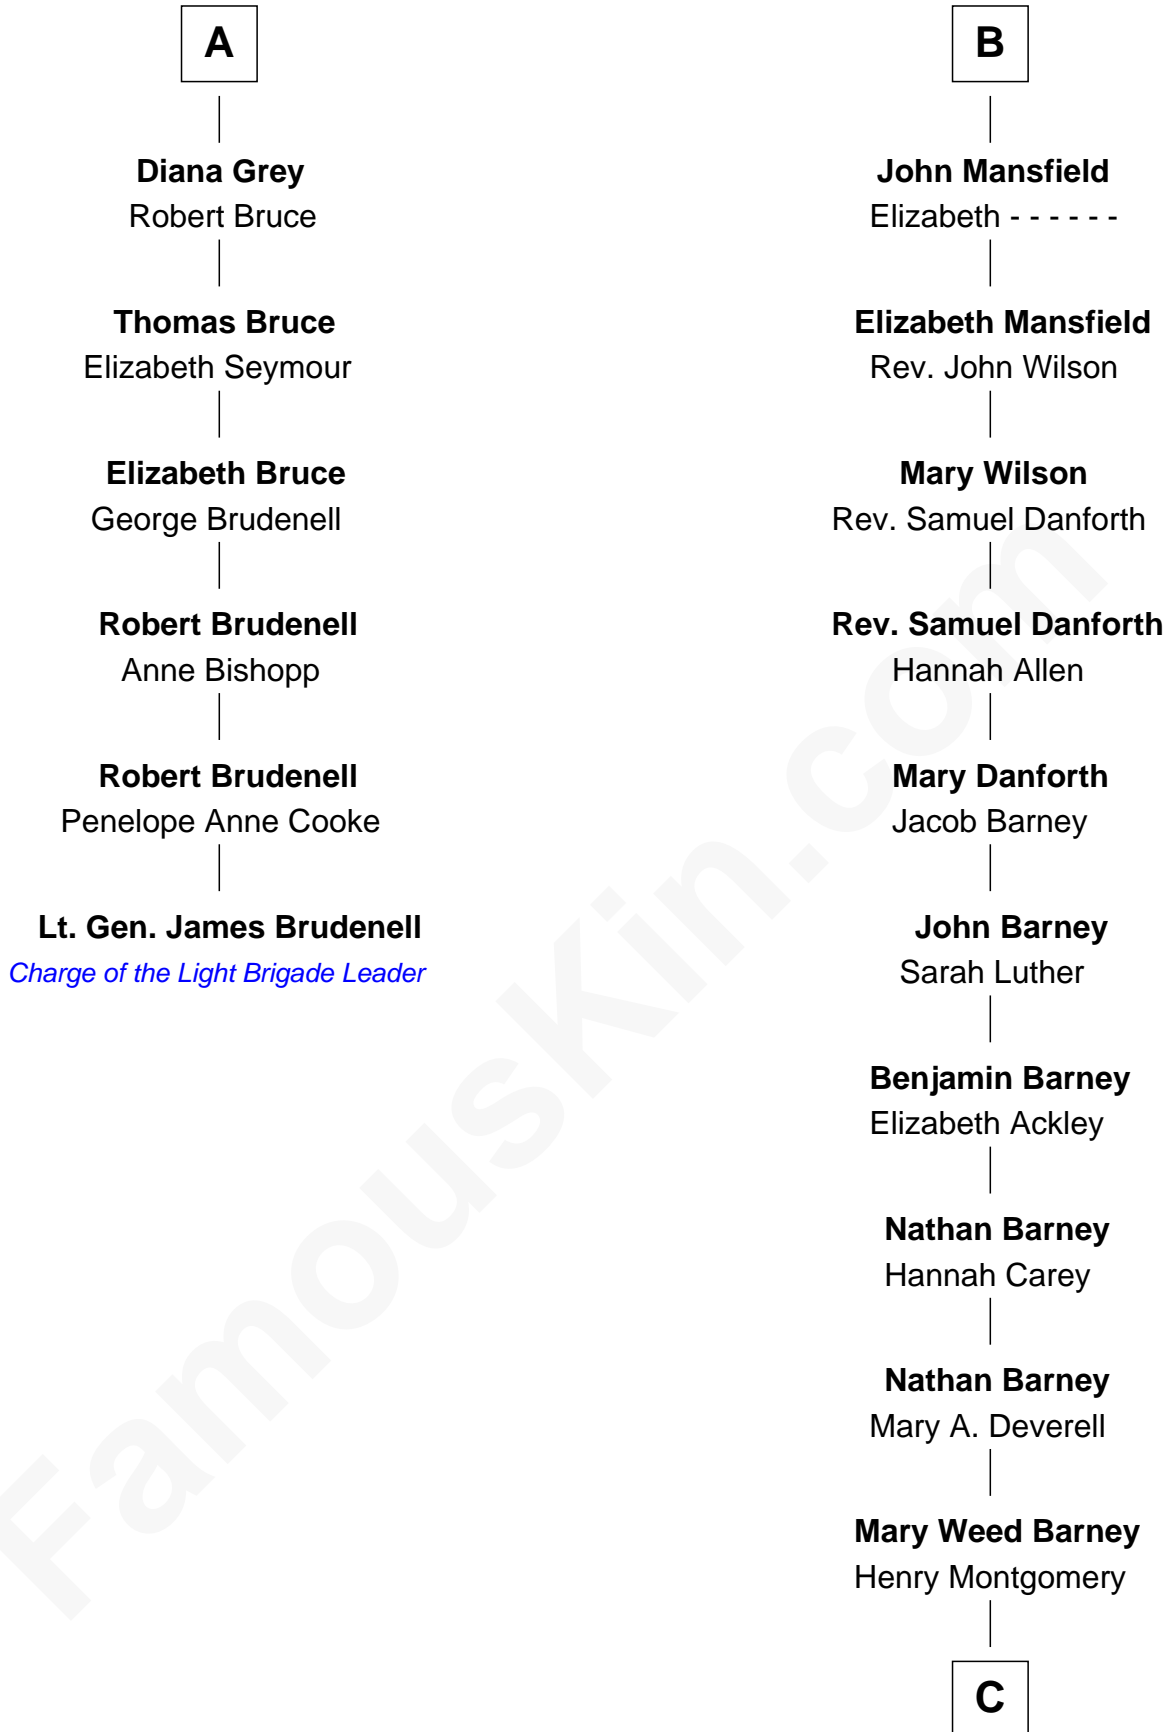 A
Diana Grey
Robert Bruce
Thomas Bruce
Elizabeth Seymour
Elizabeth Bruce
George Brudenell
Robert Brudenell
Anne Bishopp
Robert Brudenell
Penelope Anne Cooke
Lt. Gen. James Brudenell
Charge of the Light Brigade Leader
B
John Mansfield
Elizabeth - - - - - -
Elizabeth Mansfield
Rev. John Wilson
Mary Wilson
Rev. Samuel Danforth
Rev. Samuel Danforth
Hannah Allen
Mary Danforth
Jacob Barney
John Barney
Sarah Luther
Benjamin Barney
Elizabeth Ackley
Nathan Barney
Hannah Carey
Nathan Barney
Mary A. Deverell
Mary Weed Barney
Henry Montgomery
C
FamousKin.com